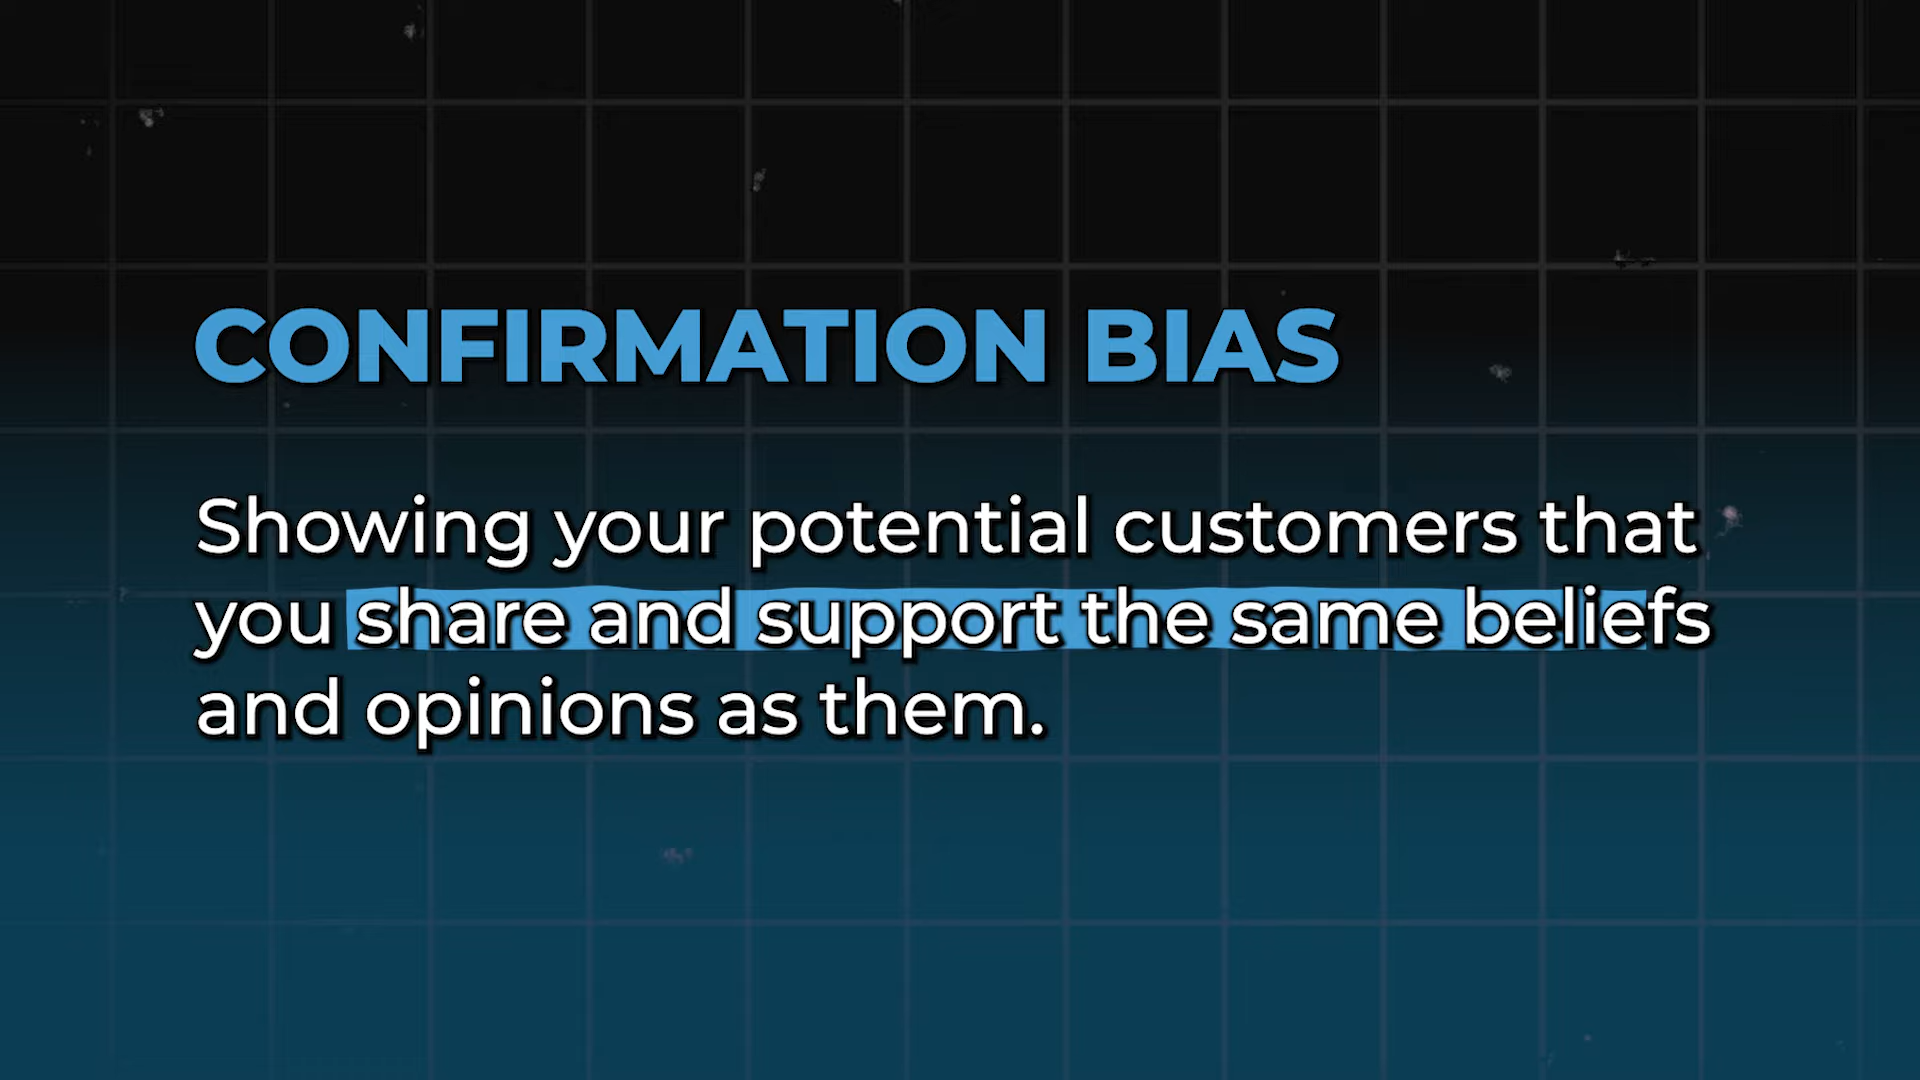 CONFIRMATION BIAS
Showing your potential customers that
you share and support the same beliefs
and opinions as them.